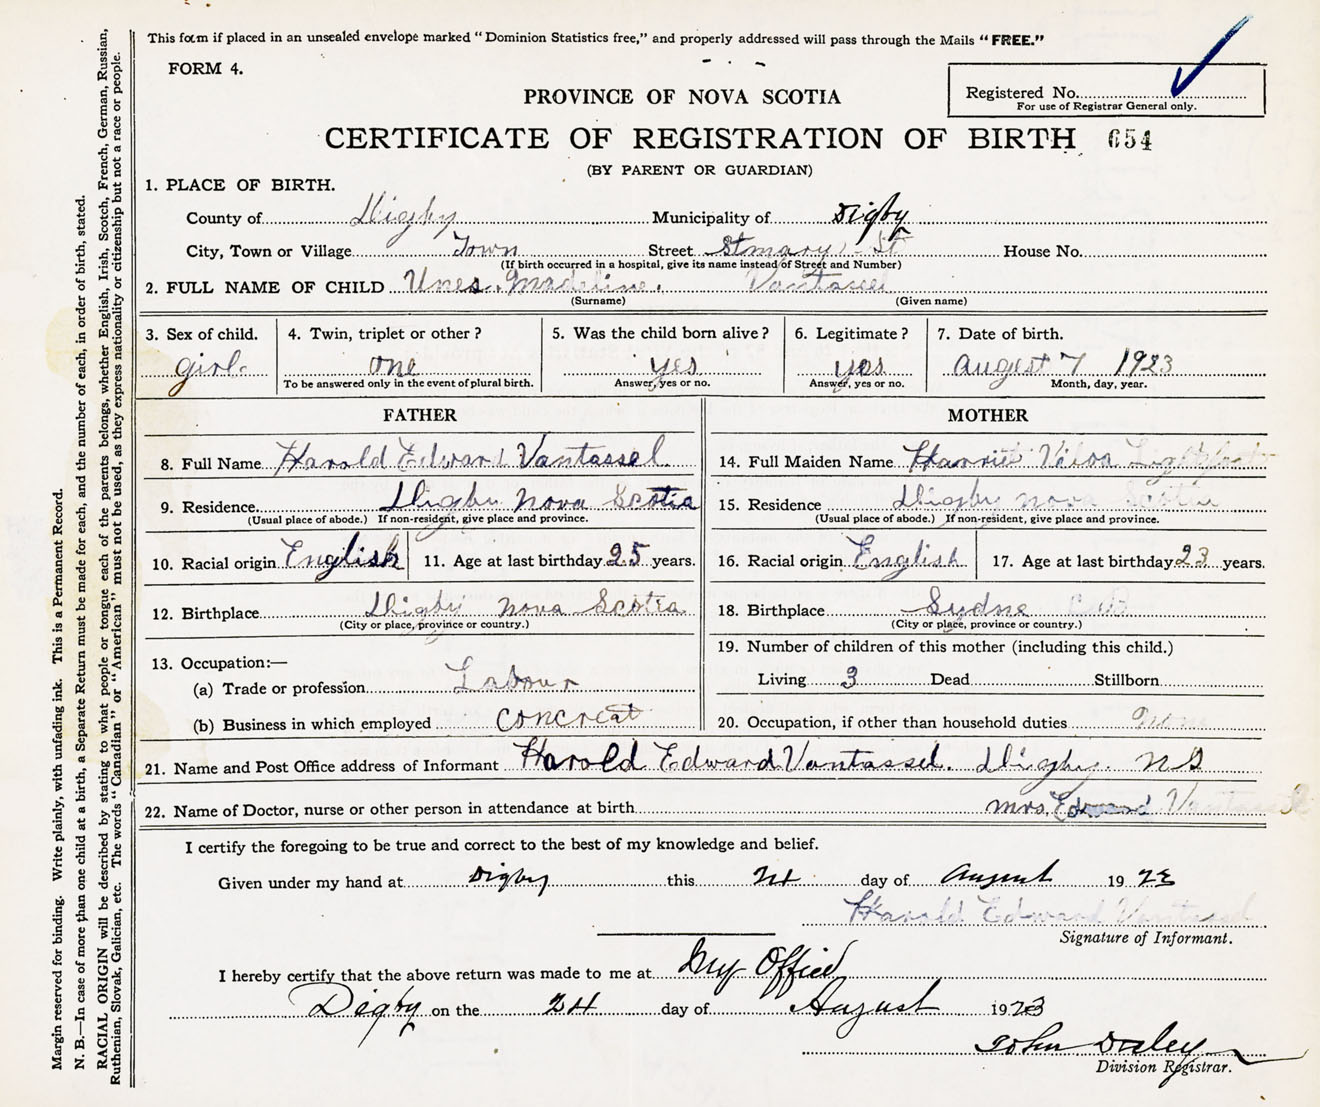 This form if placed in an unsealed envelope marked "Dominion Statistics free," and properly addressed will pass through the Mails "FREE."
FORM 4.
Registered No.
For use of Registrar General only.
PROVINCE OF NOVA SCOTIA
CERTIFICATE OF REGISTRATION OF BIRTH 654
(BY PARENT OR GUARDIAN)
1. PLACE OF BIRTH.
County of Digby Municipality of Digby
City, Town or Village Town Street St mary St House No.
(If birth occurred in a hospital, give its name instead of Street and Number)
2. FULL NAME OF CHILD Madeline. Vantassel
(Surname) (Given name)
3. Sex of child. 4. Twin, triplet or other? 5. Was the child born alive? 6. Legitimate? 7. Date of birth.
girl. one yes yes august 7 1923
To be answered only in the event of plural birth. Answer, yes or no. Answer, yes or no. Month, day, year.
FATHER MOTHER
8. Full Name Harold Edward Vantassel
14. Full Maiden Name Harriet Lightfoot
9. Residence Digby nova Scotia
15. Residence Digby nova Scotia
(Usual place of abode.) If non-resident, give place and province.
(Usual place of abode.) If non-resident, give place and province.
10. Racial origin English 11. Age at last birthday 25 years.
16. Racial origin English 17. Age at last birthday 23 years.
12. Birthplace Digby nova Scotia
18. Birthplace Sydne C B
(City or place, province or country.)
(City or place, province or country.)
19. Number of children of this mother (including this child.)
13. Occupation:—
(a) Trade or profession Labour
Living 3 Dead Stillborn
(b) Business in which employed concreat
20. Occupation, if other than household duties None
21. Name and Post Office address of Informant Harold Edward Vantassel. Digby. N S
22. Name of Doctor, nurse or other person in attendance at birth mrs. Edward Vantassel
I certify the foregoing to be true and correct to the best of my knowledge and belief.
Given under my hand at Digby this 24 day of August 1923
Harold Edward Vantassel
Signature of Informant.
I hereby certify that the above return was made to me at My Office
Digby on the 24 day of August 1923
John Daley
Division Registrar.
Margin reserved for binding. Write plainly, with unfading ink. This is a Permanent Record.
N. B.—In case of more than one child at a birth, a Separate Return must be made for each, and the number of each, in order of birth, stated.
RACIAL ORIGIN will be described by stating to what people or tongue each of the parents belongs, whether English, Irish, Scotch, French, German, Russian,
Ruthenian, Slovak, Galician, etc. The words "Canadian" or "American" must not be used, as they express nationality or citizenship but not a race or people.